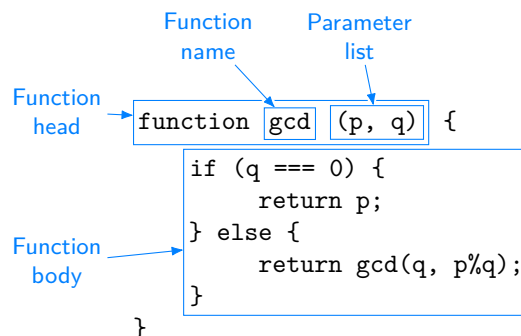 Function name
Parameter list
Function head
function gcd (p, q) {
if (q === 0) {
return p;
} else {
Function body
return gcd(q, p%q);
}
}